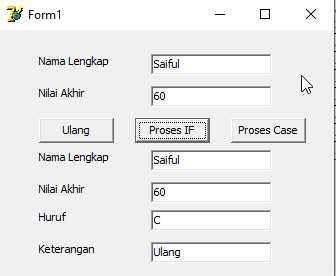 Form1
Nama Lengkap Saiful
Nilai Akhir 60
Ulang Proses IF Proses Case
Nama Lengkap Saiful
Nilai Akhir 60
Huruf C
Keterangan Ulang